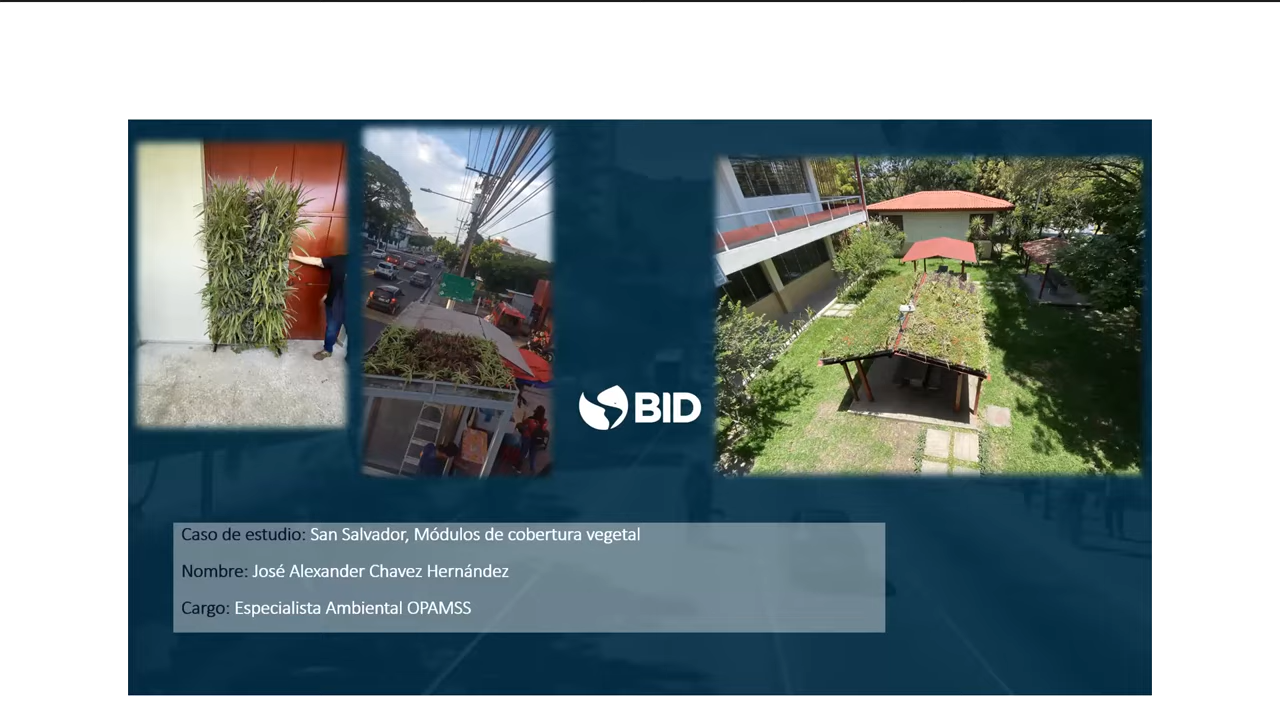 BID
Caso de estudio: San Salvador, Módulos de cobertura vegetal
Nombre: José Alexander Chavez Hernández
Cargo: Especialista Ambiental OPAMSS